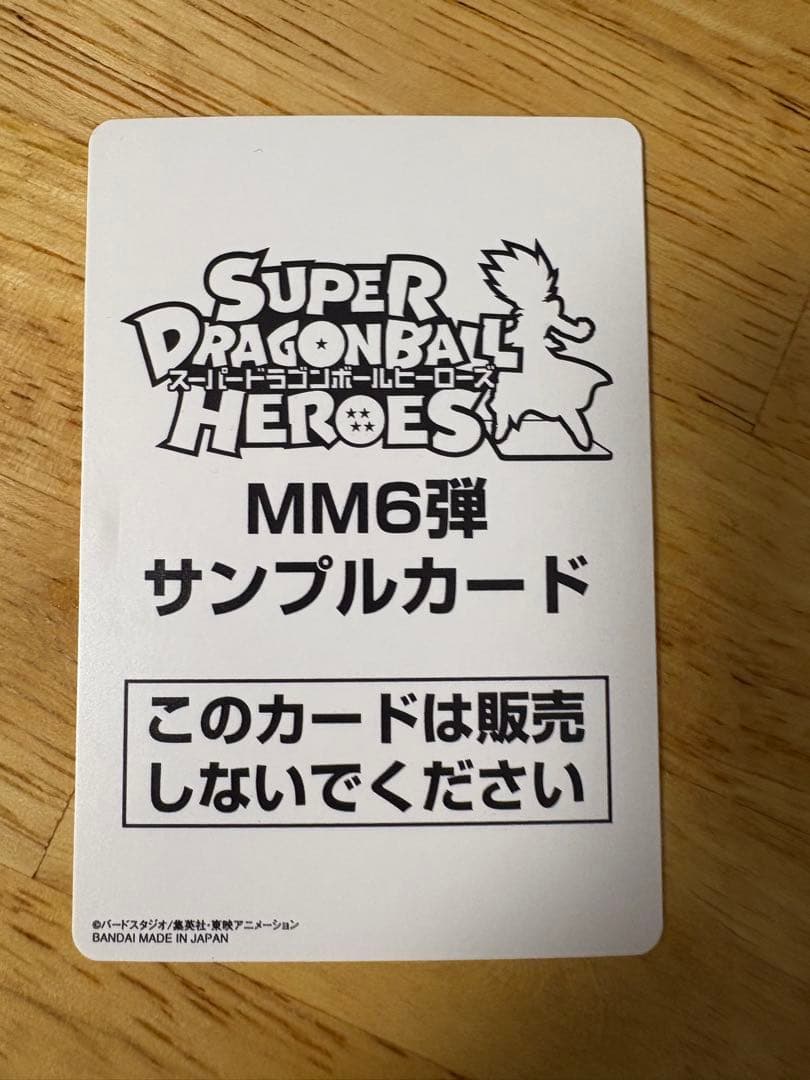 SUPER
DRAGONBALL
スーパードラゴンボールヒーローズ
HEROES
MM6弾
サンプルカード
このカードは販売
しないでください
©バードスタジオ/集英社・東映アニメーション
BANDAI MADE IN JAPAN